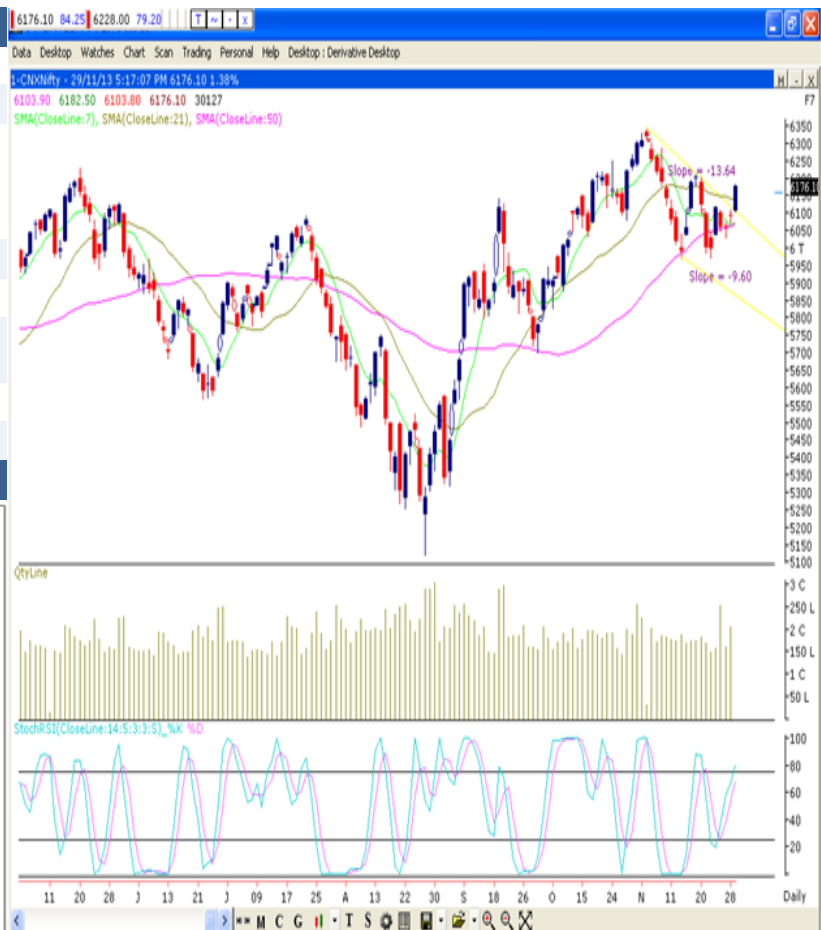 6176.10 84.25 6228.00 79.20 T ~ - x
Data Desktop Watches Chart Scan Trading Personal Help Desktop : Derivative Desktop
1-CNXNifty - 29/11/13 5:17:07 PM 6176.10 1.38%
H - X
6103.90 6182.50 6103.80 6176.10 30127
F7
SMA(CloseLine:7), SMA(CloseLine:21), SMA(CloseLine:50)
6350
6300
6250
Slope = -13.64
6176.10
6150
6100
6050
6 T
5950
Slope = -9.60
5900
5850
5800
5750
5700
5650
5600
5550
5500
5450
5400
5350
5300
5250
5200
5150
5100
QtyLine
3 C
250 L
2 C
150 L
1 C
50 L
StochRSI(CloseLine:14:5:3:3:S)_%K %D
100
80
60
40
20
11 20 28 J 13 21 J 09 17 25 A 13 22 30 S 18 26 O 15 24 N 11 20 28 Daily
M C G T S